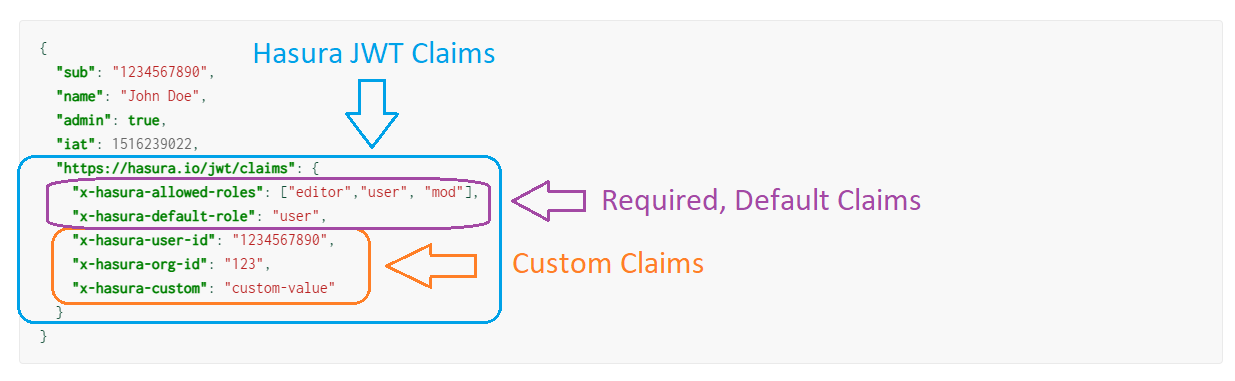 {
Hasura JWT Claims
"sub": "1234567890",
"name": "John Doe",
"admin": true,
"iat": 1516239022,
"https://hasura.io/jwt/claims": {
"x-hasura-allowed-roles": ["editor","user", "mod"],
"x-hasura-default-role": "user",
Required, Default Claims
"x-hasura-user-id": "1234567890",
"x-hasura-org-id": "123",
"x-hasura-custom": "custom-value"
Custom Claims
}
}